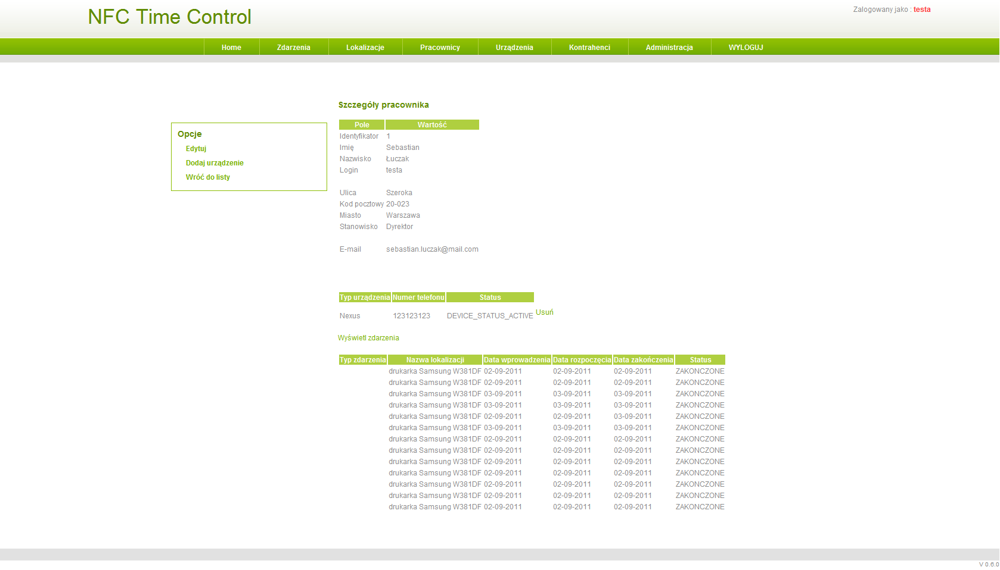 NFC Time Control
Zalogowany jako : testa
Home Zdarzenia Lokalizacje Pracownicy Urządzenia Kontrahenci Administracja WYLOGUJ
Opcje
Edytuj
Dodaj urządzenie
Wróć do listy
Szczegóły pracownika
Pole Wartość
Identyfikator 1
Imię Sebastian
Nazwisko Łuczak
Login testa
Ulica Szeroka
Kod pocztowy 20-023
Miasto Warszawa
Stanowisko Dyrektor
E-mail sebastian.luczak@mail.com
Typ urządzenia Numer telefonu Status
Nexus 123123123 DEVICE_STATUS_ACTIVE Usuń
Wyświetl zdarzenia
Typ zdarzenia Nazwa lokalizacji Data wprowadzenia Data rozpoczęcia Data zakończenia Status
drukarka Samsung W381DF 02-09-2011 02-09-2011 02-09-2011 ZAKONCZONE
drukarka Samsung W381DF 02-09-2011 02-09-2011 02-09-2011 ZAKONCZONE
drukarka Samsung W381DF 03-09-2011 03-09-2011 03-09-2011 ZAKONCZONE
drukarka Samsung W381DF 03-09-2011 03-09-2011 03-09-2011 ZAKONCZONE
drukarka Samsung W381DF 02-09-2011 02-09-2011 03-09-2011 ZAKONCZONE
drukarka Samsung W381DF 03-09-2011 03-09-2011 03-09-2011 ZAKONCZONE
drukarka Samsung W381DF 02-09-2011 02-09-2011 02-09-2011 ZAKONCZONE
drukarka Samsung W381DF 02-09-2011 02-09-2011 02-09-2011 ZAKONCZONE
drukarka Samsung W381DF 02-09-2011 02-09-2011 02-09-2011 ZAKONCZONE
drukarka Samsung W381DF 02-09-2011 02-09-2011 02-09-2011 ZAKONCZONE
drukarka Samsung W381DF 02-09-2011 02-09-2011 02-09-2011 ZAKONCZONE
drukarka Samsung W381DF 02-09-2011 02-09-2011 02-09-2011 ZAKONCZONE
drukarka Samsung W381DF 02-09-2011 02-09-2011 02-09-2011 ZAKONCZONE
V 0.6.0